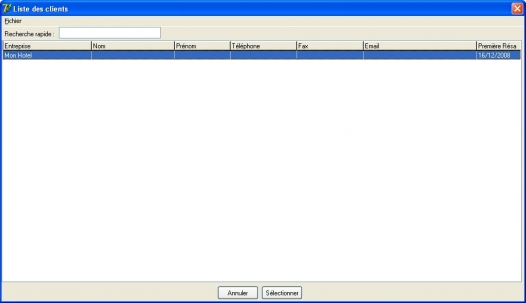 Liste des clients
Fichier
Recherche rapide :
Entreprise Nom Prénom Téléphone Fax Email Première Résa
Mon Hotel 16/12/2008
Annuler Sélectionner